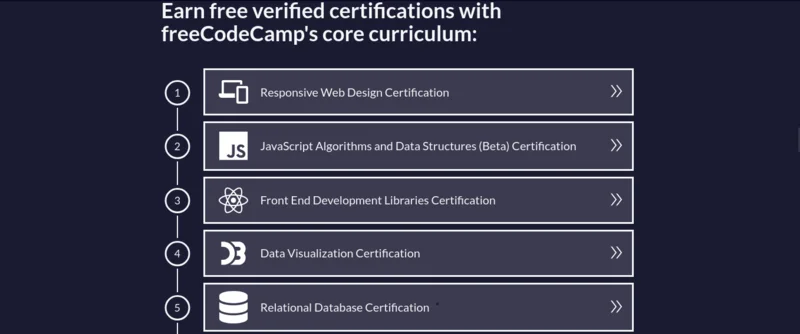 Earn free verified certifications with
freeCodeCamp's core curriculum:
1
Responsive Web Design Certification
2
JS
JavaScript Algorithms and Data Structures (Beta) Certification
3
Front End Development Libraries Certification
4
Data Visualization Certification
5
Relational Database Certification